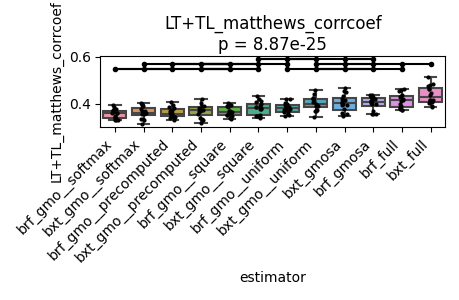 LT+TL_matthews_corrcoef
p = 8.87e-25
LT+TL_matthews_corrcoef
0.6
0.4
brf_gmo__softmax
bxt_gmo__softmax
brf_gmo__precomputed
bxt_gmo__precomputed
brf_gmo__square
bxt_gmo__square
brf_gmo__uniform
bxt_gmo__uniform
bxt_gmosa
brf_gmosa
brf_full
bxt_full
estimator